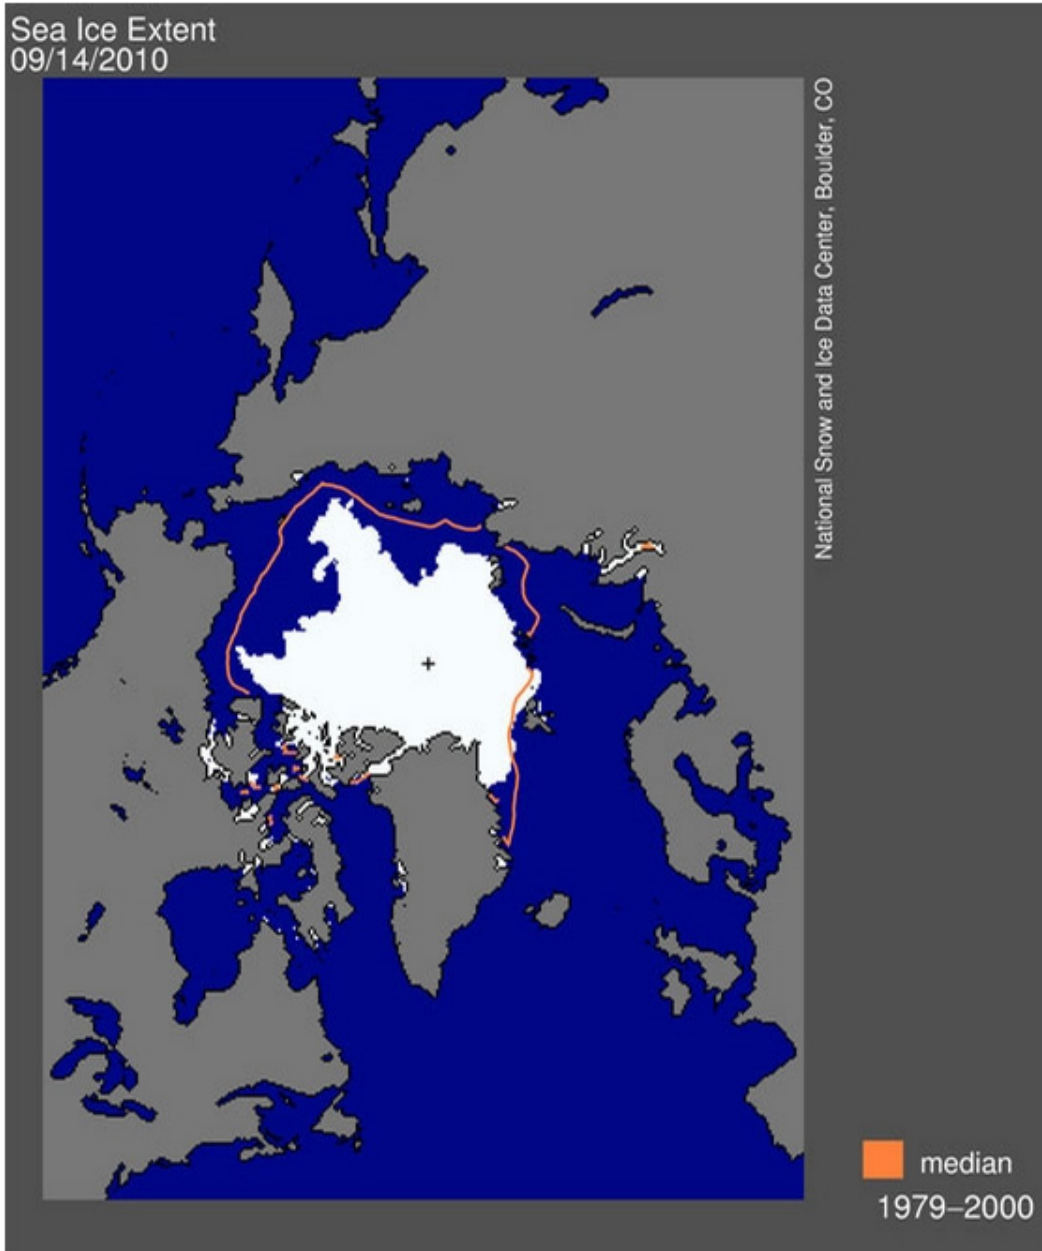 Sea Ice Extent
09/14/2010
National Snow and Ice Data Center, Boulder, CO
median
1979–2000